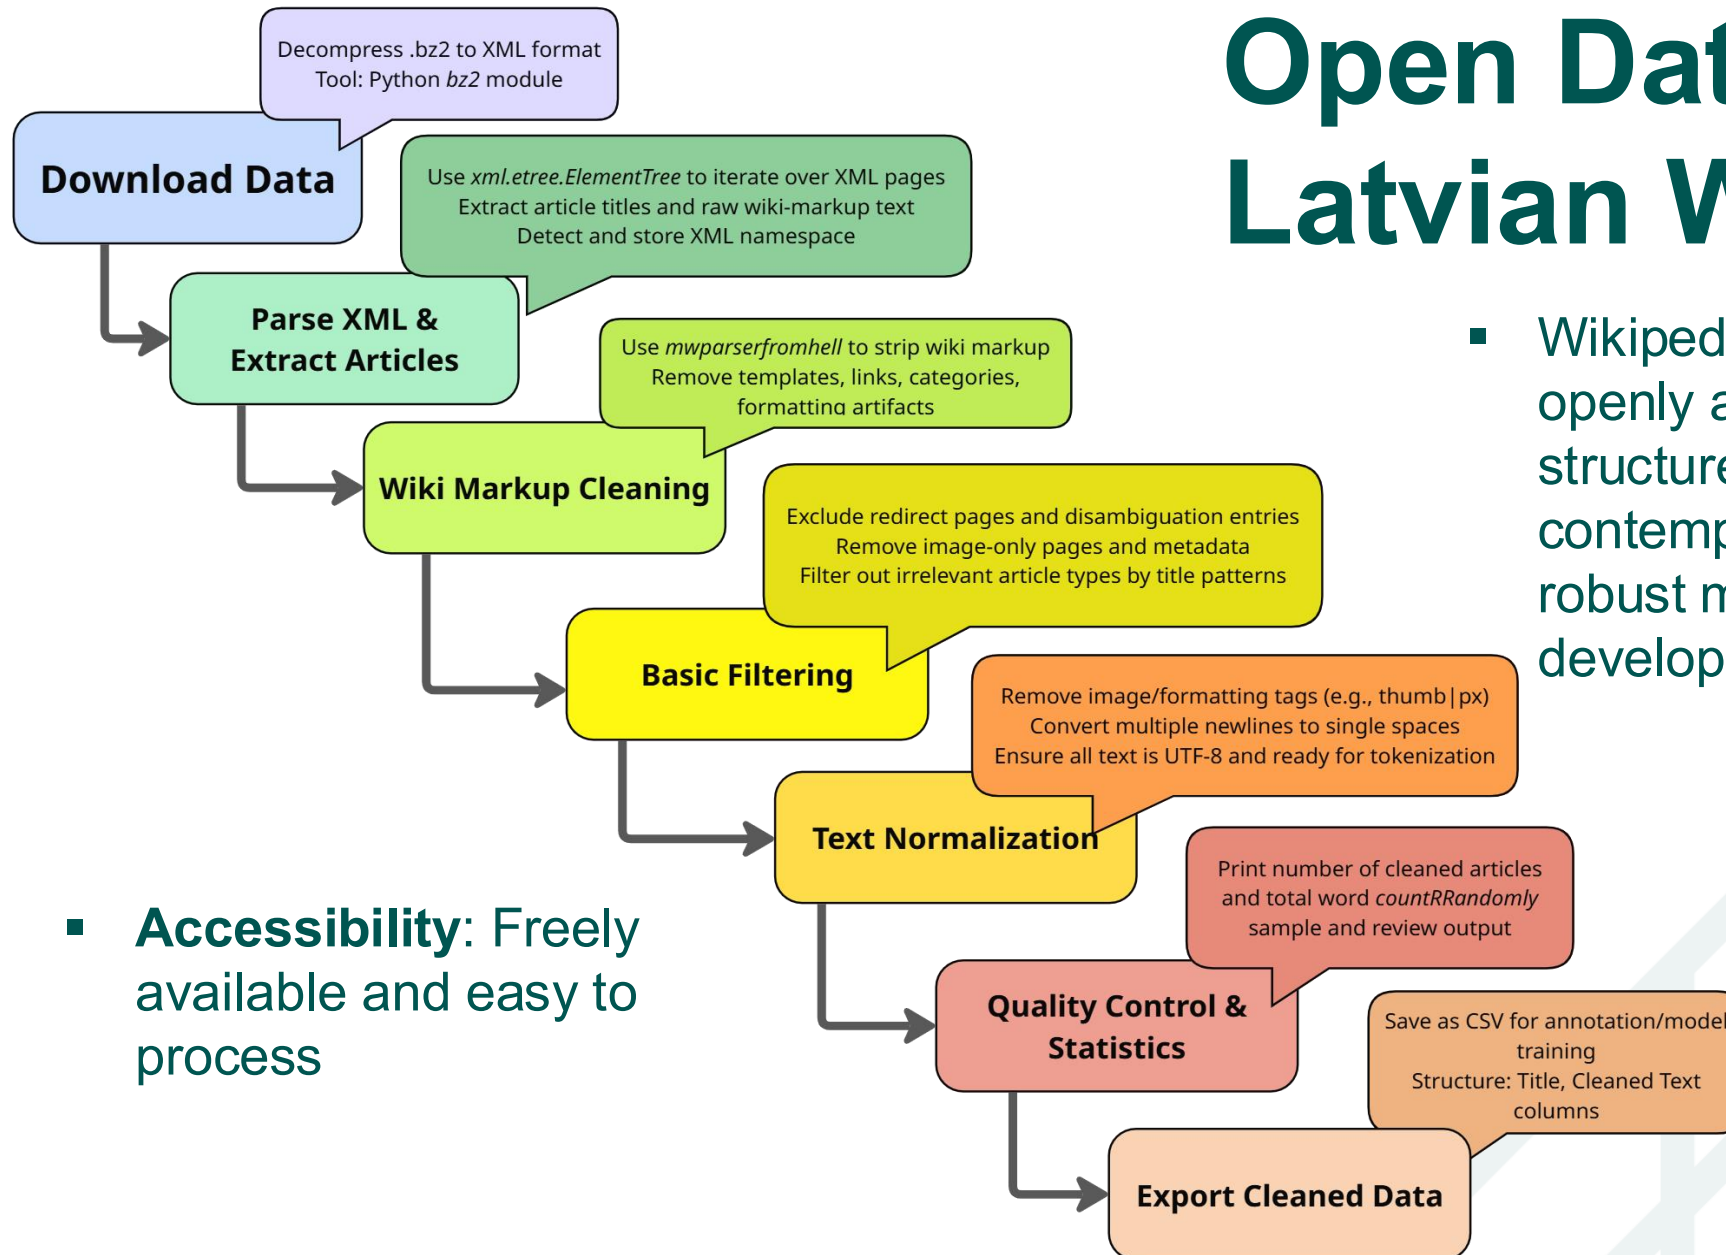 Open Dat
Latvian W
Decompress .bz2 to XML format
Tool: Python bz2 module
Download Data
Use xml.etree.ElementTree to iterate over XML pages
Extract article titles and raw wiki-markup text
Detect and store XML namespace
Parse XML &
Extract Articles
Use mwparserfromhell to strip wiki markup
Remove templates, links, categories,
formatting artifacts
Wiki Markup Cleaning
Exclude redirect pages and disambiguation entries
Remove image-only pages and metadata
Filter out irrelevant article types by title patterns
Basic Filtering
Remove image/formatting tags (e.g., thumb|px)
Convert multiple newlines to single spaces
Ensure all text is UTF-8 and ready for tokenization
Text Normalization
Print number of cleaned articles
and total word countRRandomly
sample and review output
Quality Control &
Statistics
Save as CSV for annotation/model
training
Structure: Title, Cleaned Text
columns
Export Cleaned Data
▪ Wikiped
openly a
structure
contemp
robust m
develop
▪ Accessibility: Freely
available and easy to
process